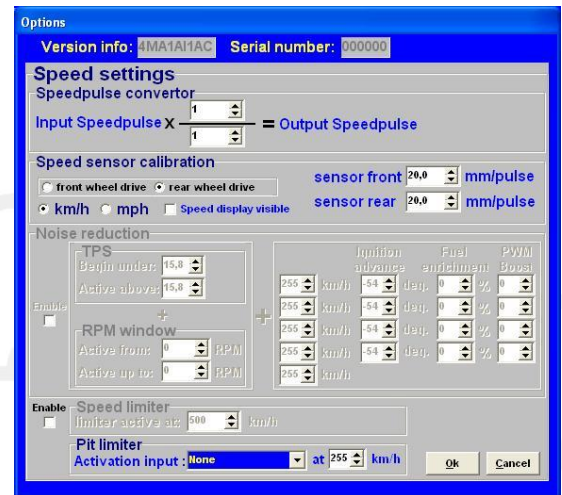 Options
Version info: 4MA1AI1AC Serial number: 000000
Speed settings
Speedpulse convertor
Input Speedpulse X 1 = Output Speedpulse
1
Speed sensor calibration
front wheel drive rear wheel drive
sensor front 20,0 mm/pulse
km/h mph Speed display visible
sensor rear 20,0 mm/pulse
Noise reduction
TPS
Begin under: 15,8
Active above: 15,8
+
RPM window
Active from: 0 RPM
Active up to: 0 RPM
Enable
+
Ignition advance Fuel enrichment PWM Boost
255 km/h -54 deg. 0 % 0
255 km/h -54 deg. 0 % 0
255 km/h -54 deg. 0 % 0
255 km/h -54 deg. 0 % 0
255 km/h
Enable Speed limiter
limiter active at: 500 km/h
Pit limiter
Activation input : None at 255 km/h
Ok Cancel